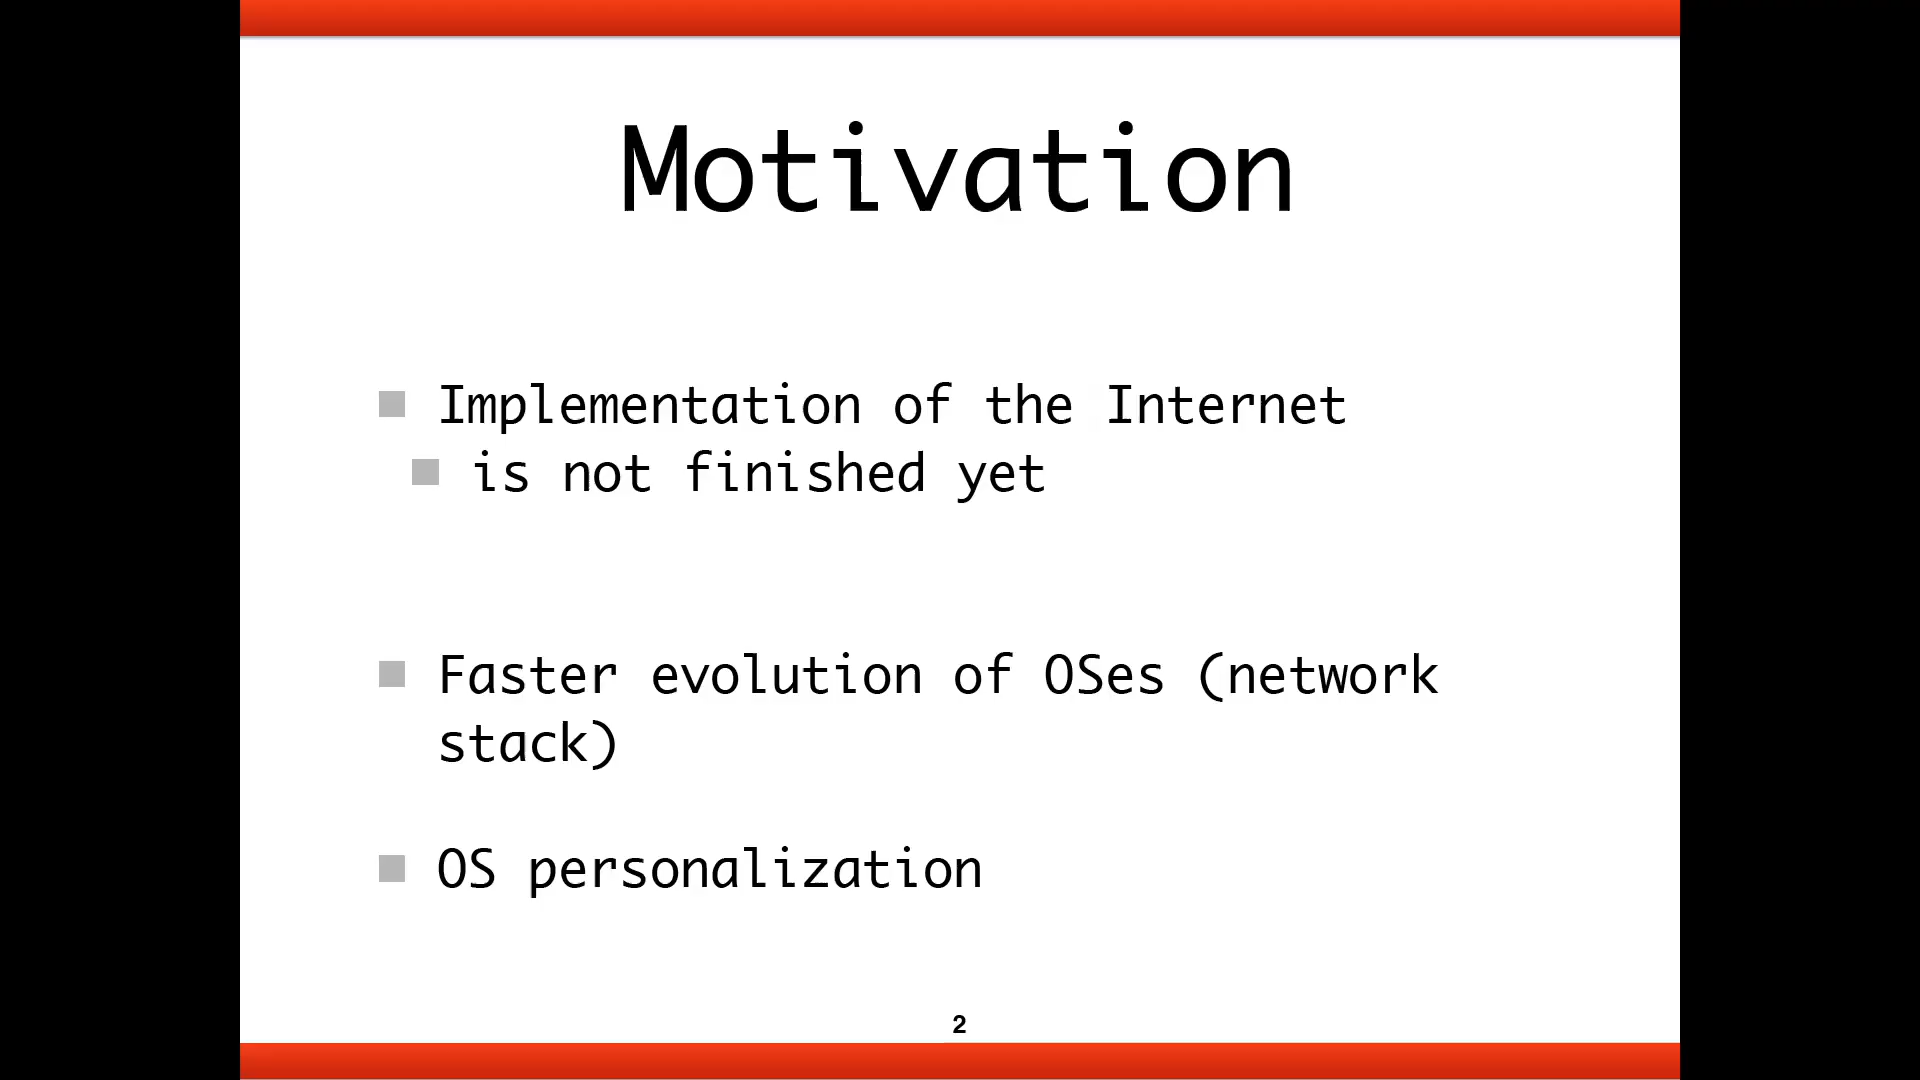 Motivation
Implementation of the Internet
is not finished yet
Faster evolution of OSes (network
stack)
OS personalization
2